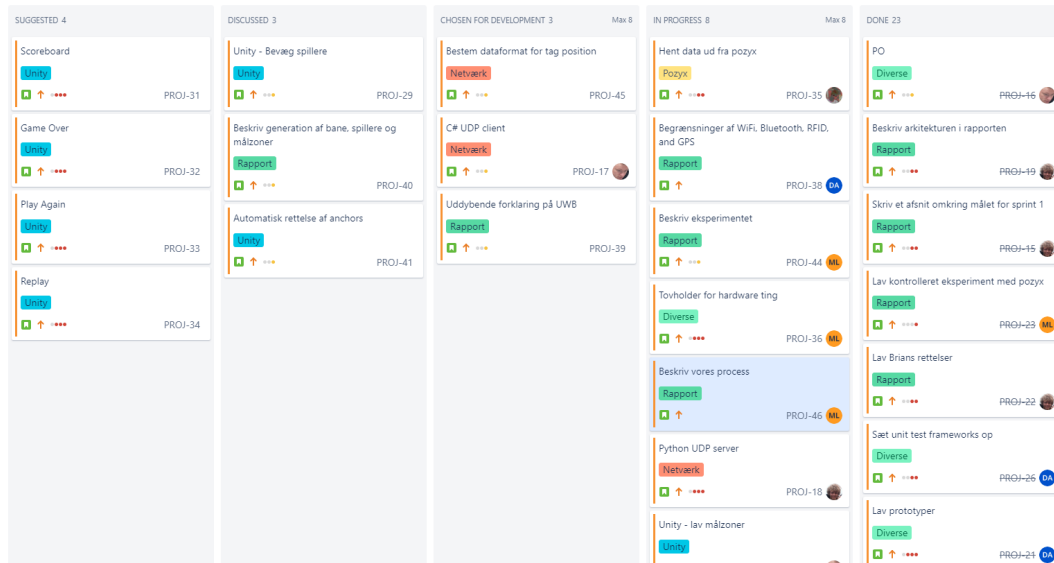 SUGGESTED 4
Scoreboard
Unity
PROJ-31
Game Over
Unity
PROJ-32
Play Again
Unity
PROJ-33
Replay
Unity
PROJ-34
DISCUSSED 3
Unity - Bevæg spillere
Unity
PROJ-29
Beskriv generation af bane, spillere og
målzoner
Rapport
PROJ-40
Automatisk rettelse af anchors
Unity
PROJ-41
CHOSEN FOR DEVELOPMENT 3 Max 8
Bestem dataformat for tag position
Netværk
PROJ-45
C# UDP client
Netværk
PROJ-17
Uddybende forklaring på UWB
Rapport
PROJ-39
IN PROGRESS 8 Max 8
Hent data ud fra pozyx
Pozyx
PROJ-35
Begrænsninger af WiFi, Bluetooth, RFID,
and GPS
Rapport
PROJ-38 DA
Beskriv eksperimentet
Rapport
PROJ-44 ML
Tovholder for hardware ting
Diverse
PROJ-36 ML
Beskriv vores process
Rapport
PROJ-46 ML
Python UDP server
Netværk
PROJ-18
Unity - lav målzoner
Unity
DONE 23
PO
Diverse
PROJ-16
Beskriv arkitekturen i rapporten
Rapport
PROJ-19
Skriv et afsnit omkring målet for sprint 1
Rapport
PROJ-15
Lav kontrolleret eksperiment med pozyx
Rapport
PROJ-23 ML
Lav Brians rettelser
Rapport
PROJ-22
Sæt unit test frameworks op
Diverse
PROJ-26 DA
Lav prototyper
Diverse
PROJ-21 DA